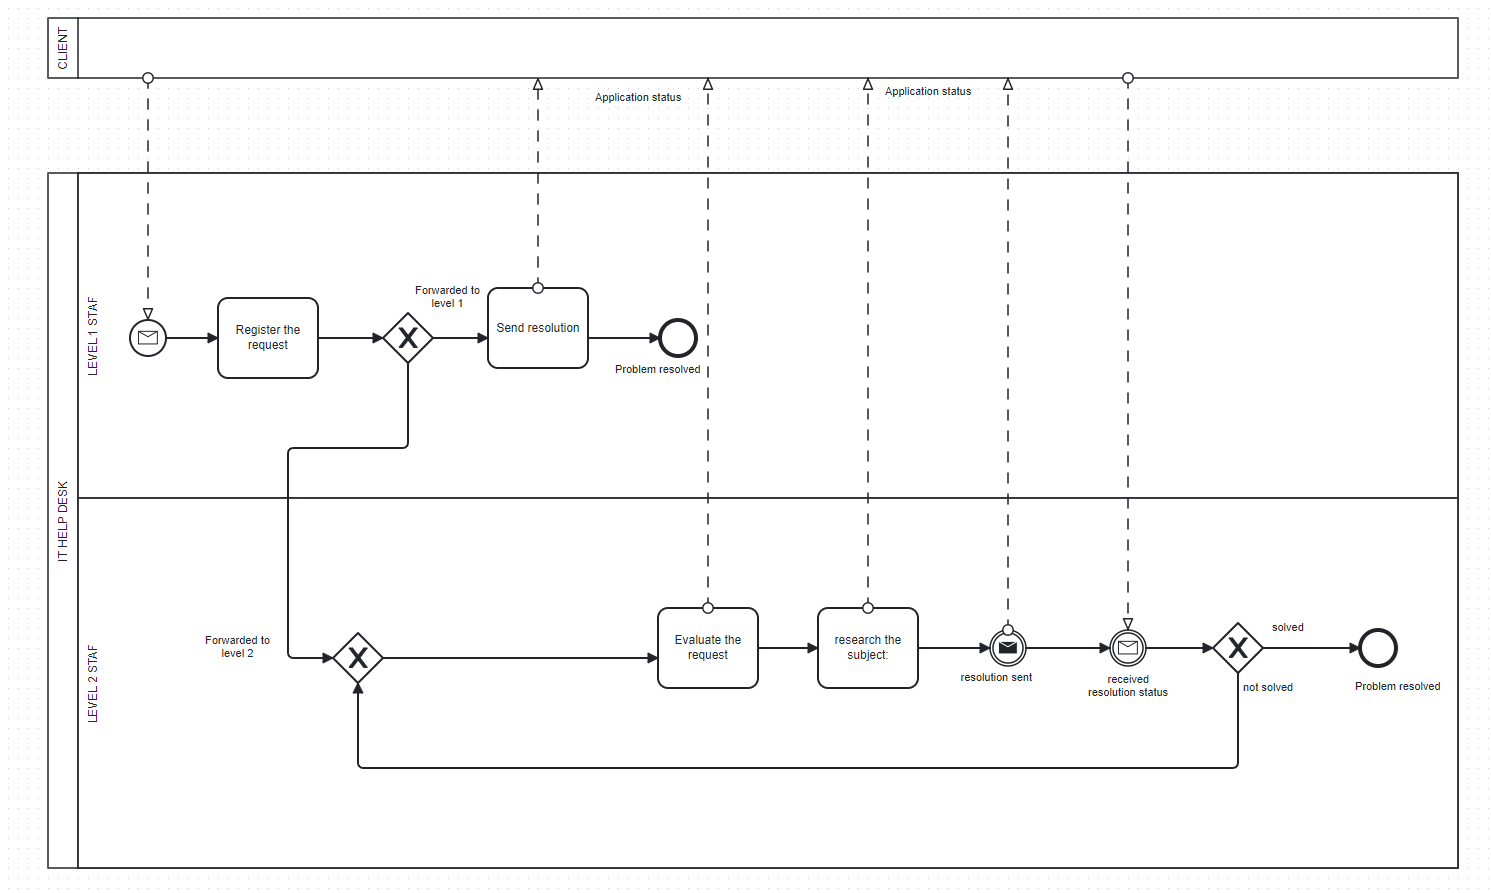 CLIENT
Application status
Application status
IT HELP DESK
LEVEL 1 STAF
Register the
request
Forwarded to
level 1
Send resolution
Problem resolved
LEVEL 2 STAF
Forwarded to
level 2
Evaluate the
request
research the
subject:
resolution sent
received
resolution status
solved
not solved
Problem resolved